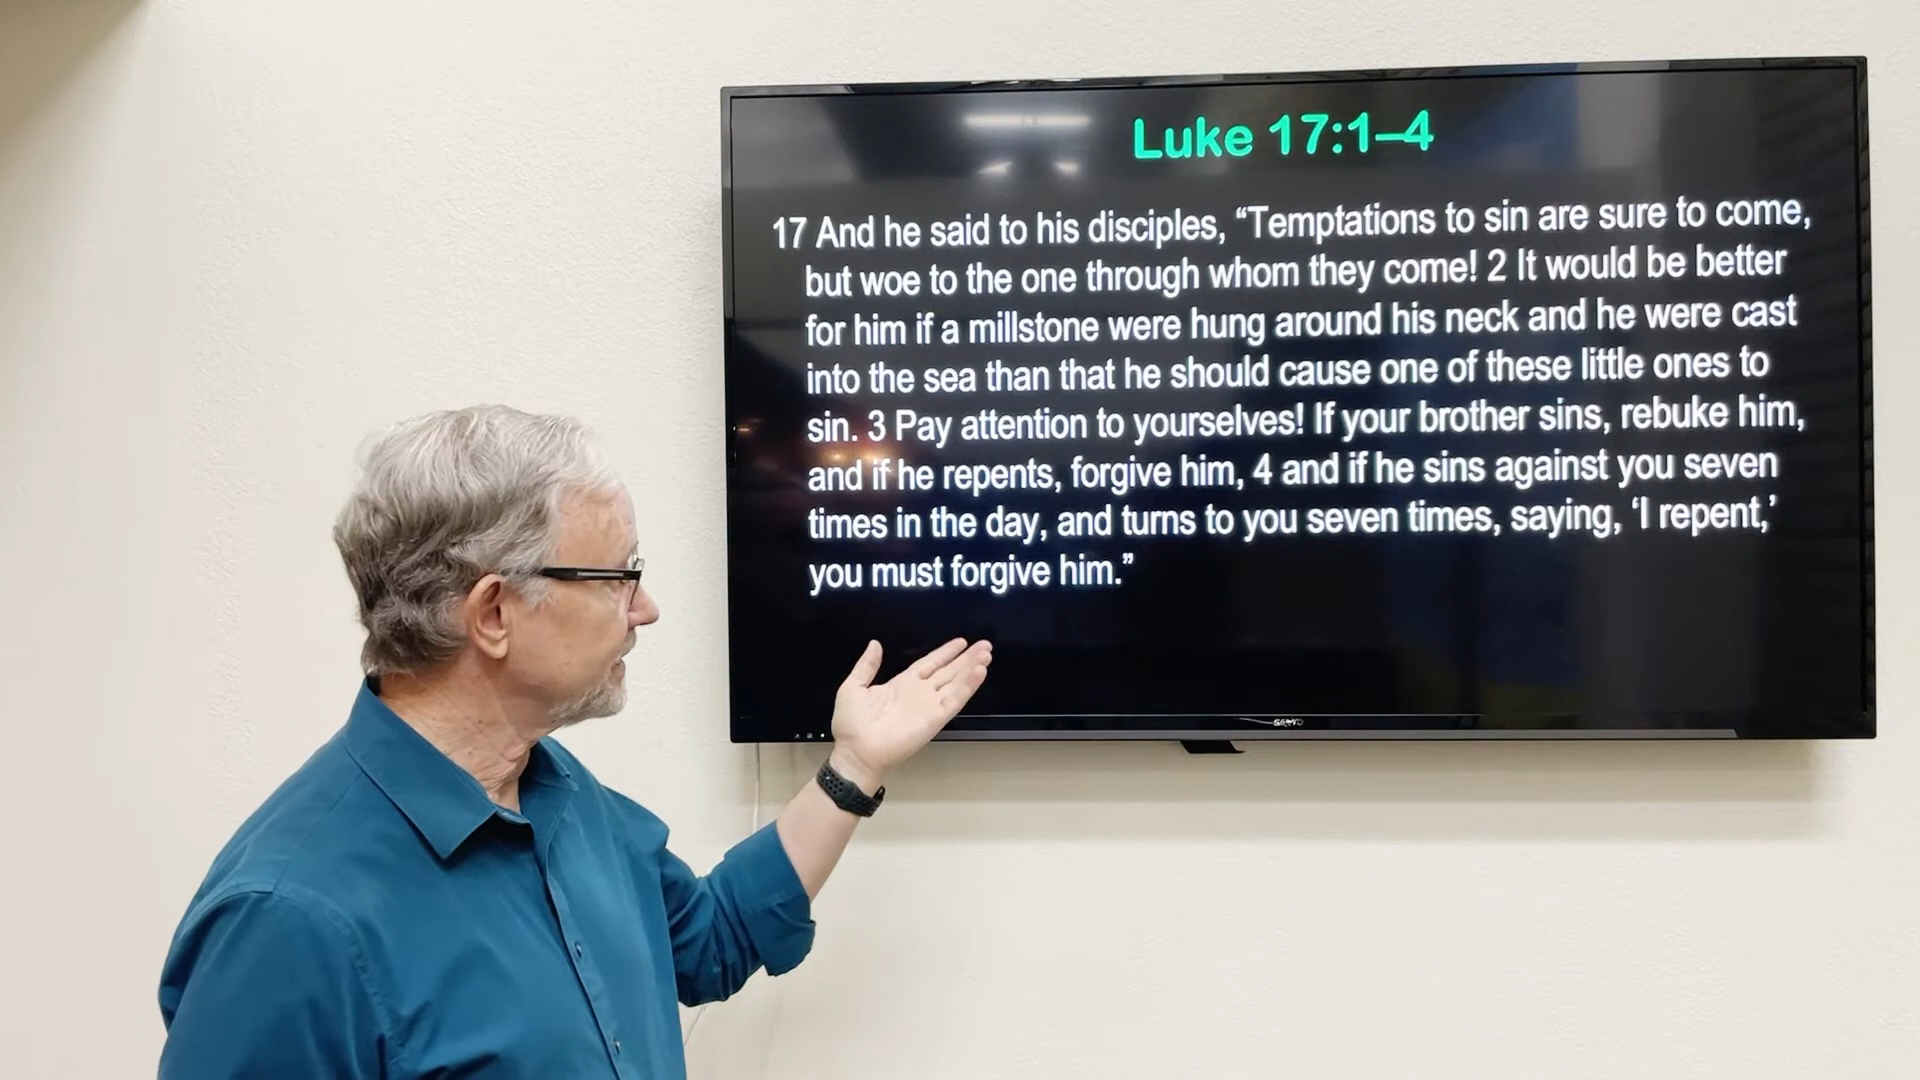 Luke 17:1–4
17 And he said to his disciples, “Temptations to sin are sure to come,
but woe to the one through whom they come! 2 It would be better
for him if a millstone were hung around his neck and he were cast
into the sea than that he should cause one of these little ones to
sin. 3 Pay attention to yourselves! If your brother sins, rebuke him,
and if he repents, forgive him, 4 and if he sins against you seven
times in the day, and turns to you seven times, saying, ‘I repent,’
you must forgive him.”